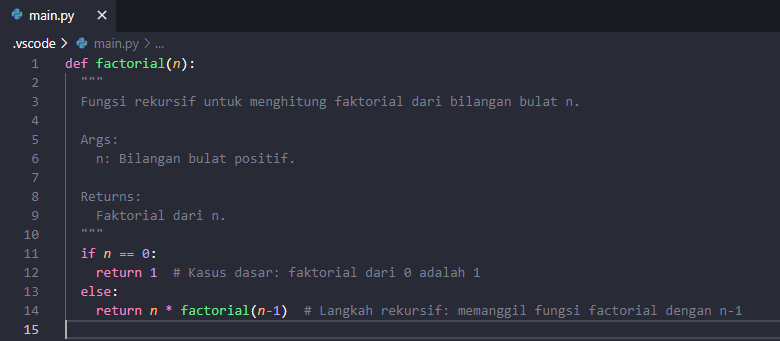 main.py ×
.vscode > main.py > ...
1 def factorial(n):
2 """
3 Fungsi rekursif untuk menghitung faktorial dari bilangan bulat n.
4
5 Args:
6 n: Bilangan bulat positif.
7
8 Returns:
9 Faktorial dari n.
10 """
11 if n == 0:
12 return 1 # Kasus dasar: faktorial dari 0 adalah 1
13 else:
14 return n * factorial(n-1) # Langkah rekursif: memanggil fungsi factorial dengan n-1
15